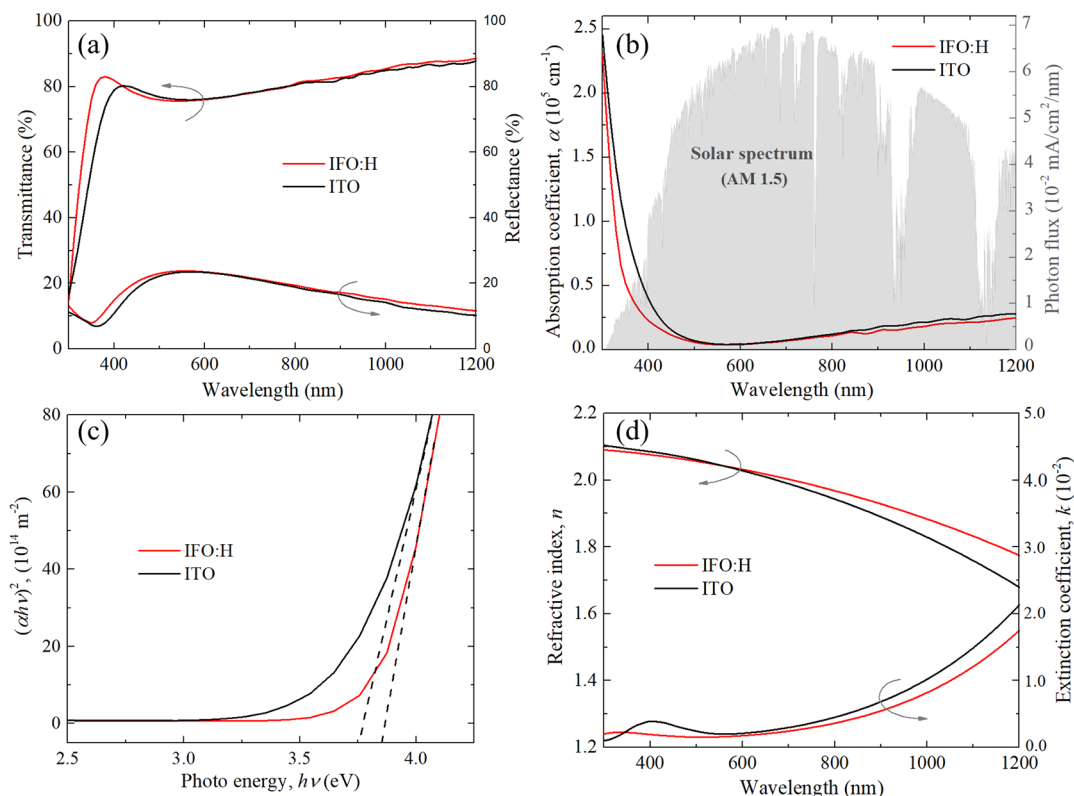 (a)
Transmittance (%)
100
80
60
40
20
0
IFO:H
ITO
400 600 800 1000 1200
Wavelength (nm)
100
80
60
40
20
0
Reflectance (%)
(b)
Absorption coefficient, α (10⁵ cm⁻¹)
2.5
2.0
1.5
1.0
0.5
0.0
IFO:H
ITO
Solar spectrum
(AM 1.5)
400 600 800 1000 1200
Wavelength (nm)
7
6
5
4
3
2
1
0
Photon flux (10⁻² mA/cm²/nm)
(c)
(αhν)², (10¹⁴ m⁻²)
80
60
40
20
0
IFO:H
ITO
2.5 3.0 3.5 4.0
Photo energy, hν (eV)
(d)
Refractive index, n
2.2
2.0
1.8
1.6
1.4
1.2
IFO:H
ITO
400 600 800 1000 1200
Wavelength (nm)
5.0
4.0
3.0
2.0
1.0
0.0
Extinction coefficient, k (10⁻²)